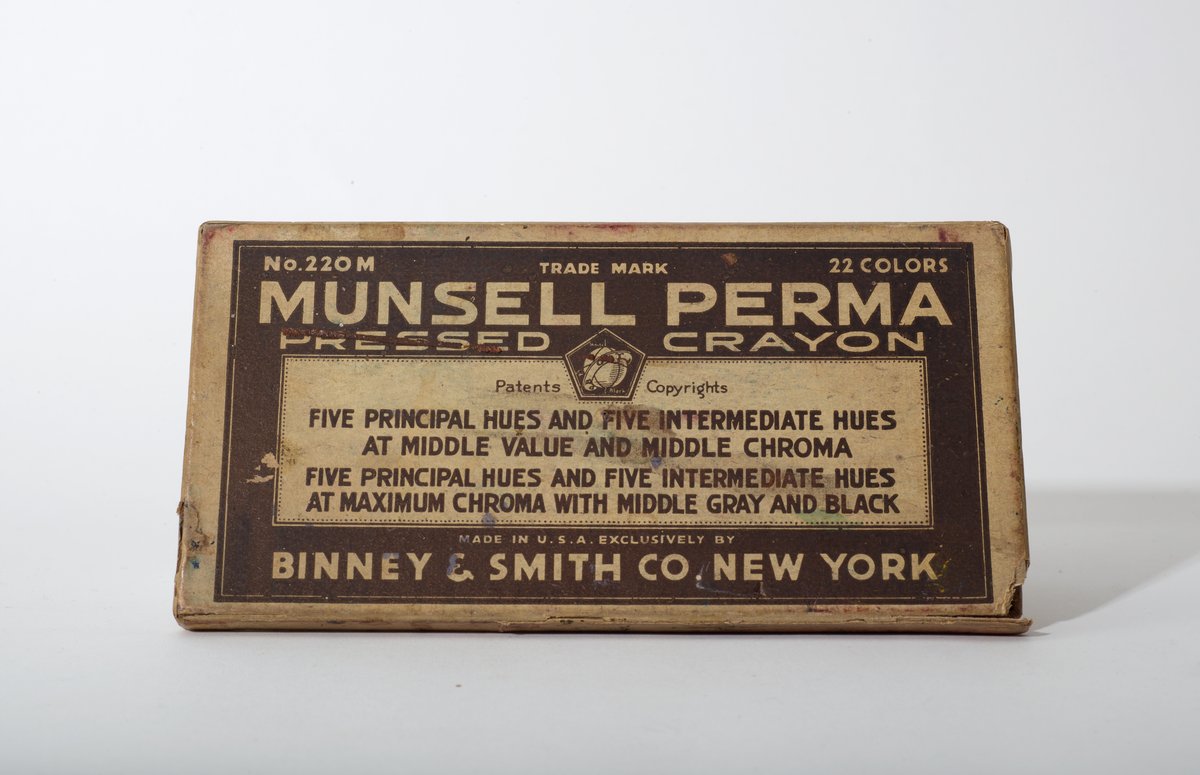 No. 220 M TRADE MARK 22 COLORS
MUNSELL PERMA
PRESSED CRAYON
Patents Copyrights
FIVE PRINCIPAL HUES AND FIVE INTERMEDIATE HUES
AT MIDDLE VALUE AND MIDDLE CHROMA
FIVE PRINCIPAL HUES AND FIVE INTERMEDIATE HUES
AT MAXIMUM CHROMA WITH MIDDLE GRAY AND BLACK
MADE IN U.S.A. EXCLUSIVELY BY
BINNEY & SMITH CO. NEW YORK